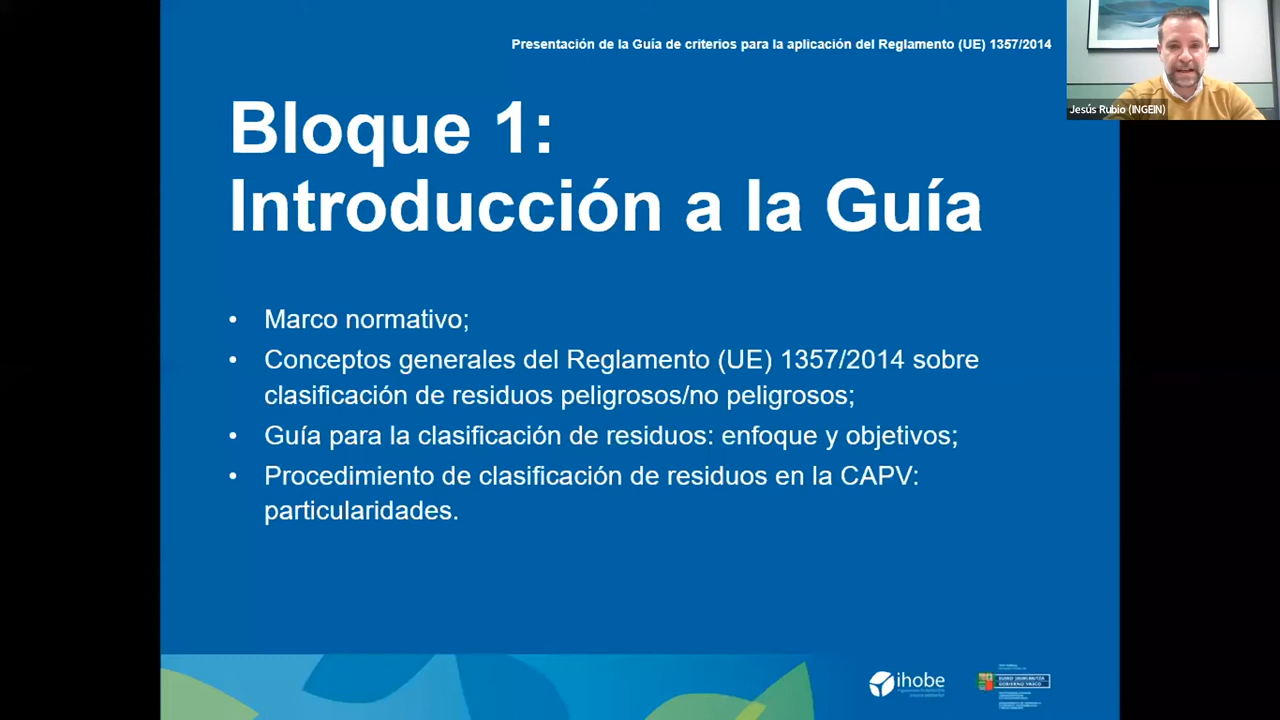 Presentación de la Guía de criterios para la aplicación del Reglamento (UE) 1357/2014
Jesús Rubio (INGEIN)
Bloque 1:
Introducción a la Guía
• Marco normativo;
• Conceptos generales del Reglamento (UE) 1357/2014 sobre
clasificación de residuos peligrosos/no peligrosos;
• Guía para la clasificación de residuos: enfoque y objetivos;
• Procedimiento de clasificación de residuos en la CAPV:
particularidades.
ihobe
EUSKO JAURLARITZA
GOBIERNO VASCO